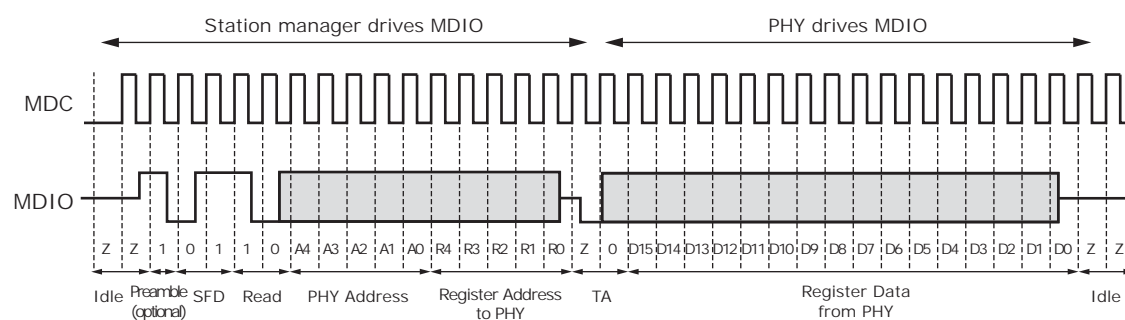 Station manager drives MDIO PHY drives MDIO
MDC
MDIO
Z Z 1 0 1 1 0 A4 A3 A2 A1 A0 R4 R3 R2 R1 R0 Z 0 D15 D14 D13 D12 D11 D10 D9 D8 D7 D6 D5 D4 D3 D2 D1 D0 Z Z
Idle Preamble SFD Read PHY Address Register Address TA Register Data Idle
(optional) to PHY from PHY